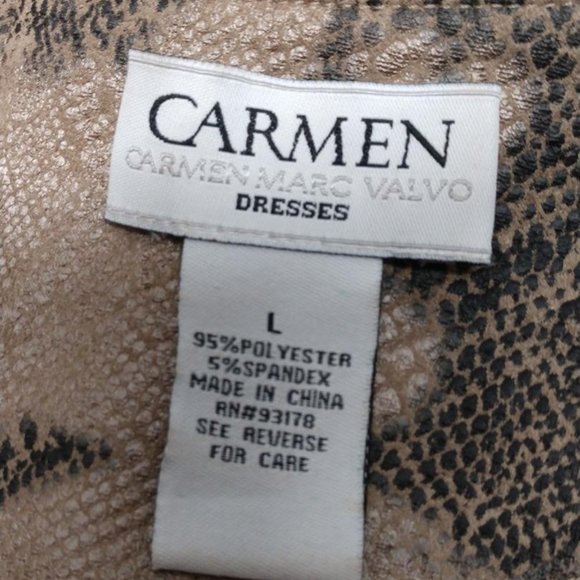 CARMEN
CARMEN MARC VALVO
DRESSES
L
95%POLYESTER
5%SPANDEX
MADE IN CHINA
RN#93178
SEE REVERSE
FOR CARE